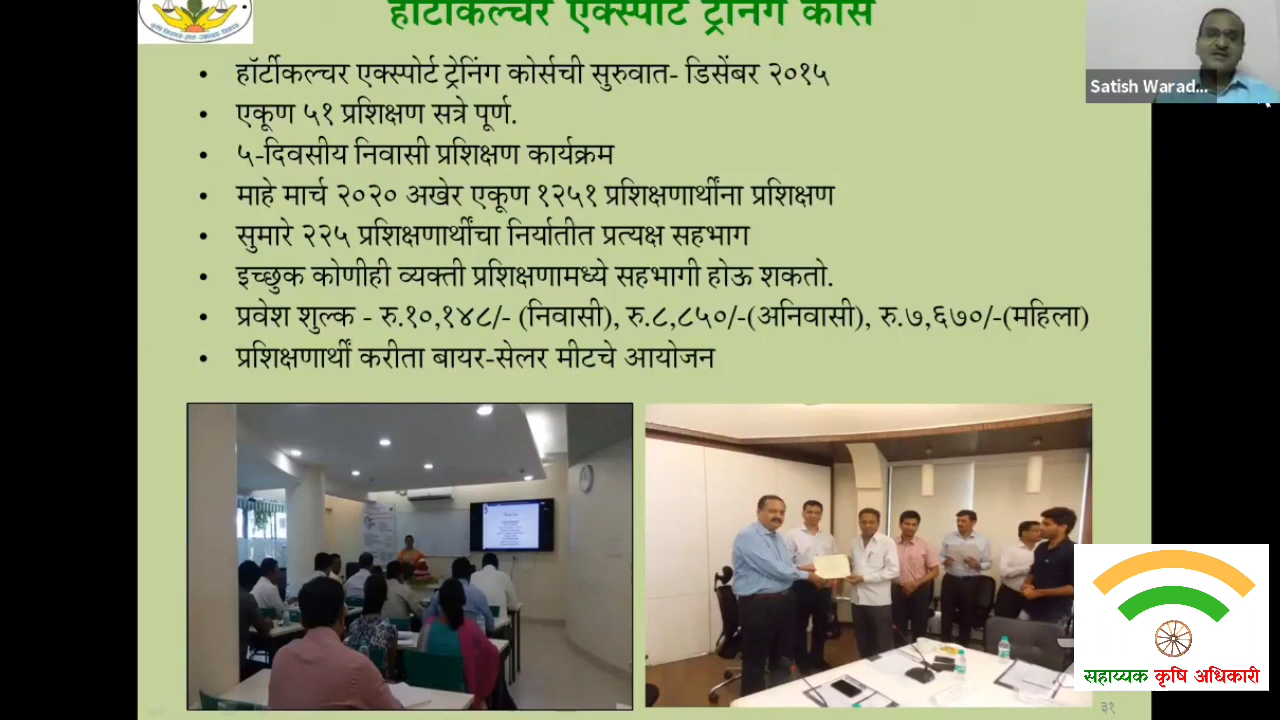 हॉर्टीकल्चर एक्स्पोर्ट ट्रेनिंग कोर्स
Satish Warad...
• हॉर्टीकल्चर एक्स्पोर्ट ट्रेनिंग कोर्सची सुरुवात- डिसेंबर २०१५
• एकूण ५१ प्रशिक्षण सत्रे पूर्ण.
• ५-दिवसीय निवासी प्रशिक्षण कार्यक्रम
• माहे मार्च २०२० अखेर एकूण १२५१ प्रशिक्षणार्थींना प्रशिक्षण
• सुमारे २२५ प्रशिक्षणार्थींचा निर्यातीत प्रत्यक्ष सहभाग
• इच्छुक कोणीही व्यक्ती प्रशिक्षणामध्ये सहभागी होऊ शकतो.
• प्रवेश शुल्क - रु.१०,१४८/- (निवासी), रु.८,८५०/-(अनिवासी), रु.७,६७०/-(महिला)
• प्रशिक्षणार्थीं करीता बायर-सेलर मीटचे आयोजन
सहाय्यक कृषि अधिकारी
३१